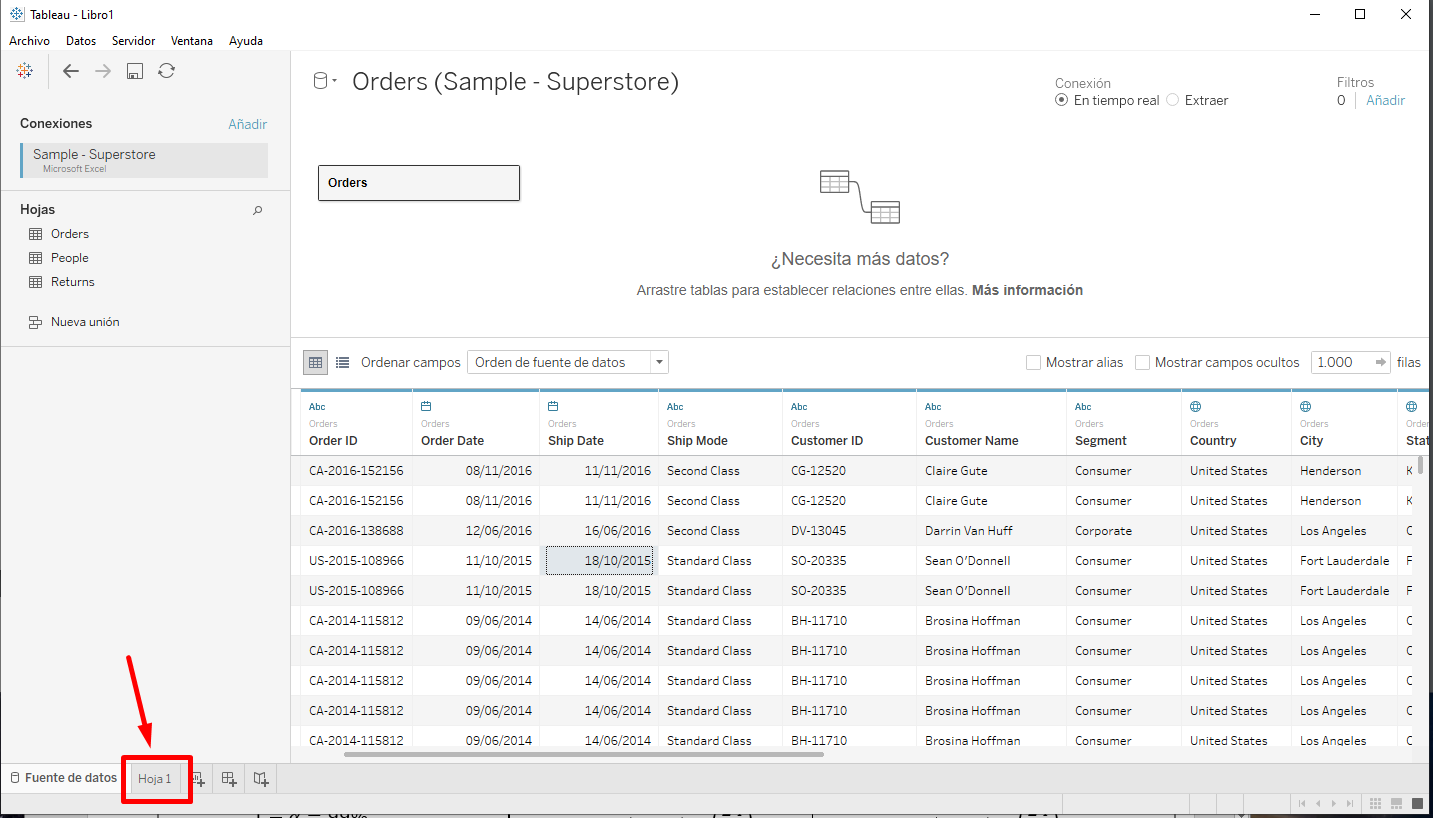 Tableau - Libro1
Archivo Datos Servidor Ventana Ayuda
Conexiones Añadir
Sample - Superstore
Microsoft Excel
Hojas
Orders
People
Returns
Nueva unión
Orders (Sample - Superstore)
Conexión
En tiempo real Extraer
Filtros
0 Añadir
Orders
¿Necesita más datos?
Arrastre tablas para establecer relaciones entre ellas. Más información
Ordenar campos Orden de fuente de datos Mostrar alias Mostrar campos ocultos 1.000 filas
Abc Abc Abc Abc Abc
Orders Orders Orders Orders Orders Orders Orders Orders Orders Order
Order ID Order Date Ship Date Ship Mode Customer ID Customer Name Segment Country City Stat
CA-2016-152156 08/11/2016 11/11/2016 Second Class CG-12520 Claire Gute Consumer United States Henderson K
CA-2016-152156 08/11/2016 11/11/2016 Second Class CG-12520 Claire Gute Consumer United States Henderson K
CA-2016-138688 12/06/2016 16/06/2016 Second Class DV-13045 Darrin Van Huff Corporate United States Los Angeles C
US-2015-108966 11/10/2015 18/10/2015 Standard Class SO-20335 Sean O'Donnell Consumer United States Fort Lauderdale F
US-2015-108966 11/10/2015 18/10/2015 Standard Class SO-20335 Sean O'Donnell Consumer United States Fort Lauderdale F
CA-2014-115812 09/06/2014 14/06/2014 Standard Class BH-11710 Brosina Hoffman Consumer United States Los Angeles C
CA-2014-115812 09/06/2014 14/06/2014 Standard Class BH-11710 Brosina Hoffman Consumer United States Los Angeles C
CA-2014-115812 09/06/2014 14/06/2014 Standard Class BH-11710 Brosina Hoffman Consumer United States Los Angeles C
CA-2014-115812 09/06/2014 14/06/2014 Standard Class BH-11710 Brosina Hoffman Consumer United States Los Angeles C
CA-2014-115812 09/06/2014 14/06/2014 Standard Class BH-11710 Brosina Hoffman Consumer United States Los Angeles C
Fuente de datos Hoja 1